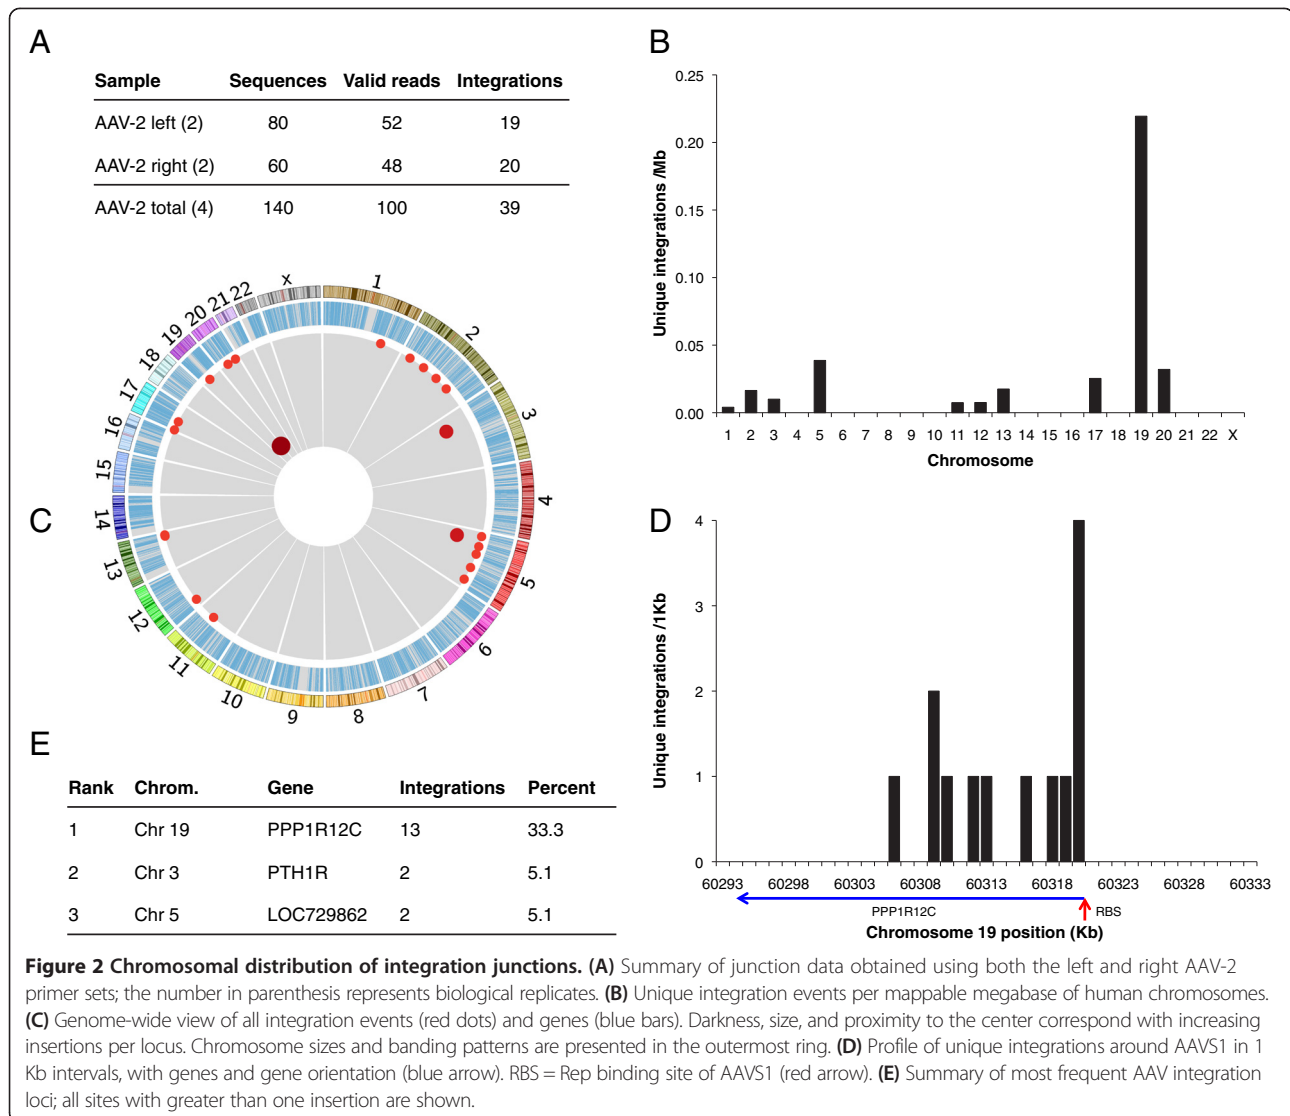 A
Sample Sequences Valid reads Integrations
AAV-2 left (2) 80 52 19
AAV-2 right (2) 60 48 20
AAV-2 total (4) 140 100 39
B
Unique integrations /Mb
0.25
0.20
0.15
0.10
0.05
0.00
1 2 3 4 5 6 7 8 9 10 11 12 13 14 15 16 17 18 19 20 21 22 X
Chromosome
C
1
2
3
4
5
6
7
8
9
10
11
12
13
14
15
16
17
18
19
20
21
22
X
D
Unique integrations /1Kb
4
3
2
1
0
60293 60298 60303 60308 60313 60318 60323 60328 60333
PPP1R12C RBS
Chromosome 19 position (Kb)
E
Rank Chrom. Gene Integrations Percent
1 Chr 19 PPP1R12C 13 33.3
2 Chr 3 PTH1R 2 5.1
3 Chr 5 LOC729862 2 5.1
Figure 2 Chromosomal distribution of integration junctions. (A) Summary of junction data obtained using both the left and right AAV-2
primer sets; the number in parenthesis represents biological replicates. (B) Unique integration events per mappable megabase of human chromosomes.
(C) Genome-wide view of all integration events (red dots) and genes (blue bars). Darkness, size, and proximity to the center correspond with increasing
insertions per locus. Chromosome sizes and banding patterns are presented in the outermost ring. (D) Profile of unique integrations around AAVS1 in 1
Kb intervals, with genes and gene orientation (blue arrow). RBS = Rep binding site of AAVS1 (red arrow). (E) Summary of most frequent AAV integration
loci; all sites with greater than one insertion are shown.